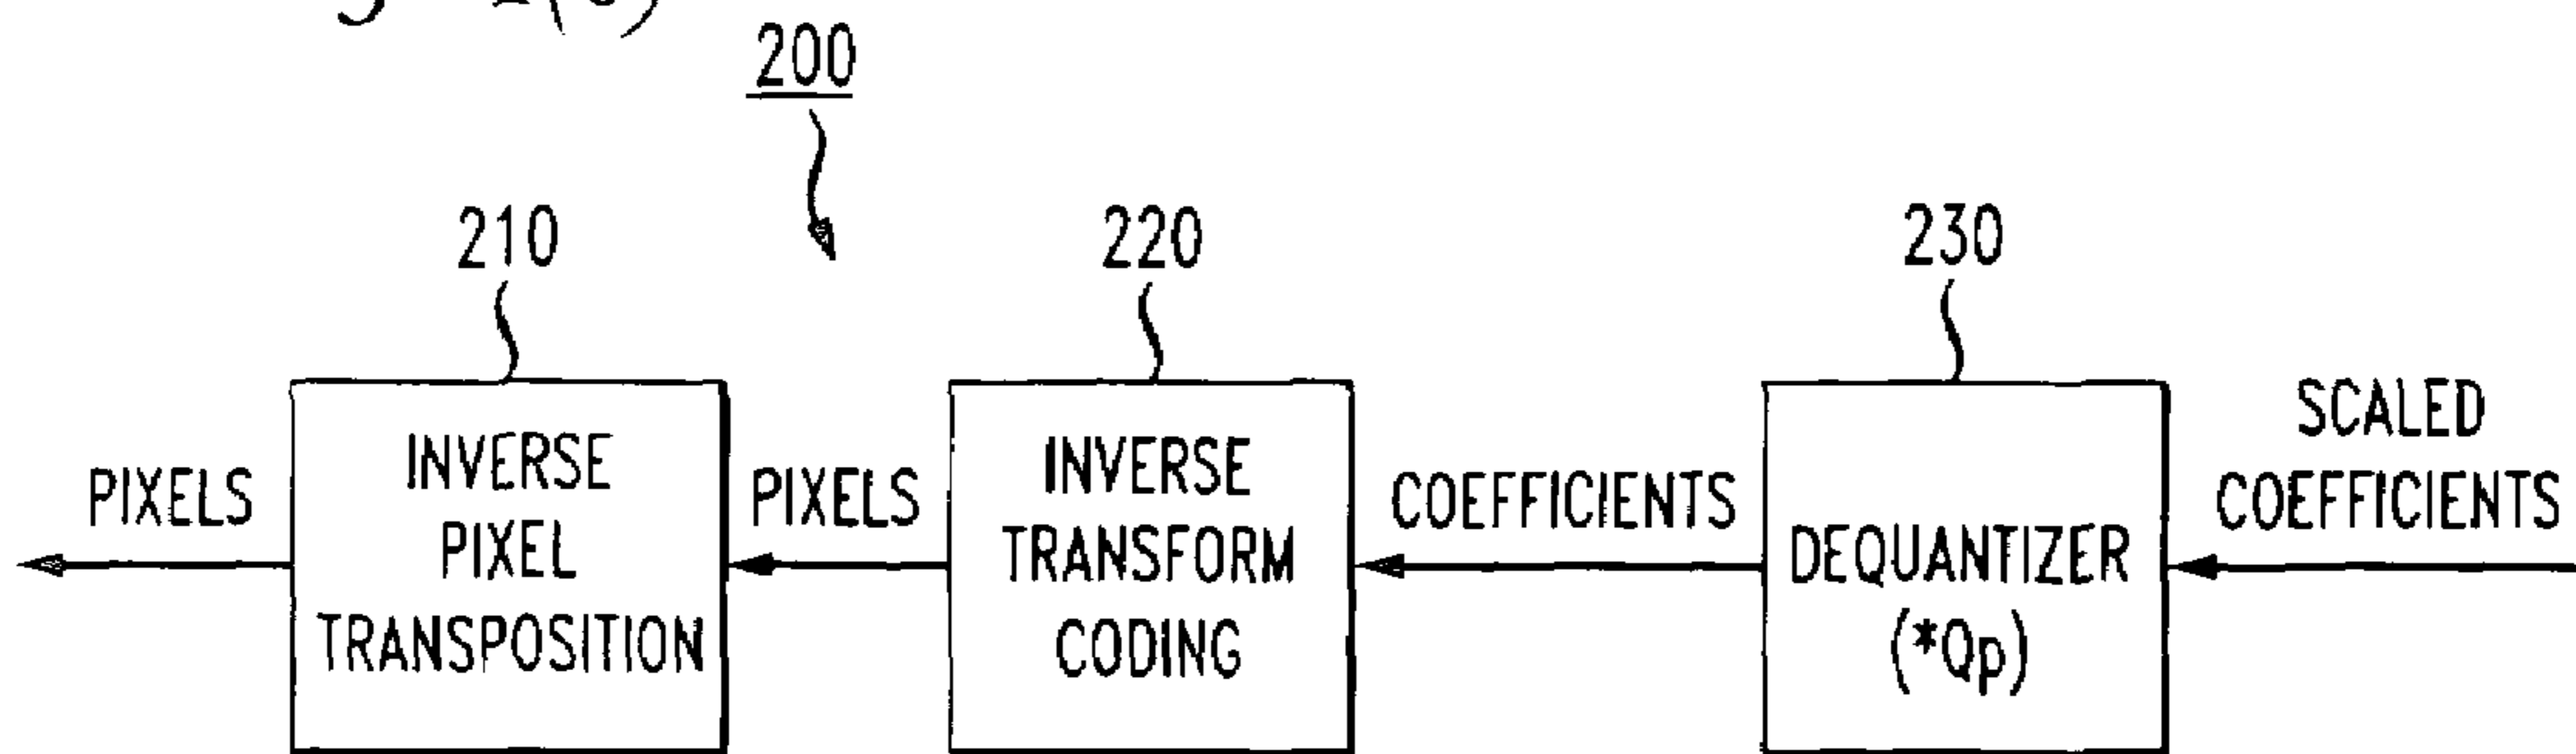 200
210
220
230
PIXELS
INVERSE
PIXEL
TRANSPOSITION
PIXELS
INVERSE
TRANSFORM
CODING
COEFFICIENTS
DEQUANTIZER
(*Qp)
SCALED
COEFFICIENTS